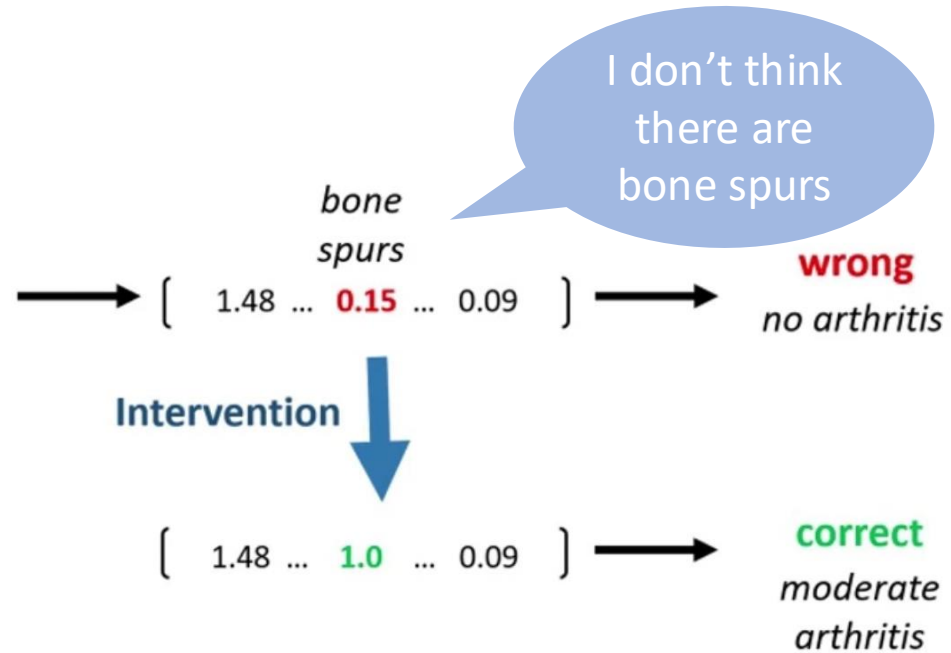 I don’t think
there are
bone spurs
bone
spurs
[ 1.48 ... 0.15 ... 0.09 ]
wrong
no arthritis
Intervention
[ 1.48 ... 1.0 ... 0.09 ]
correct
moderate
arthritis